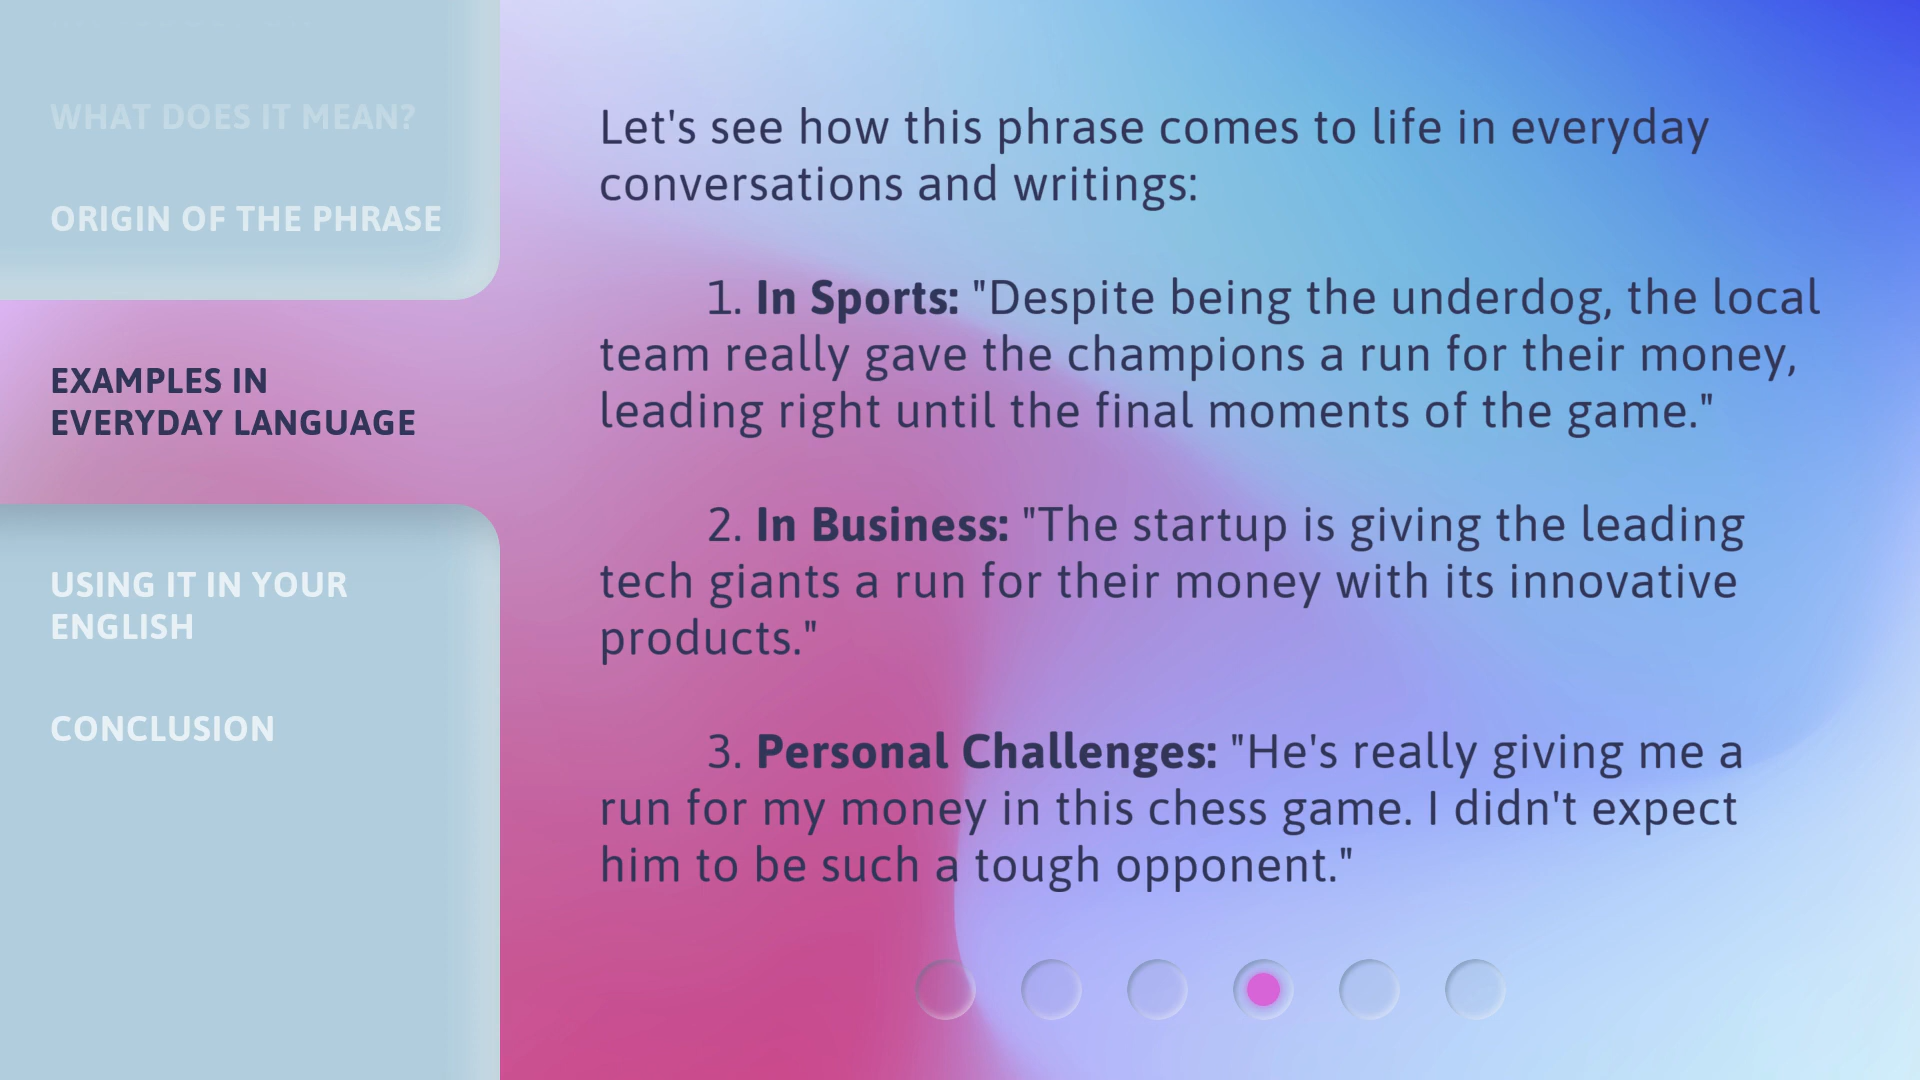 WHAT DOES IT MEAN?
ORIGIN OF THE PHRASE
EXAMPLES IN
EVERYDAY LANGUAGE
USING IT IN YOUR
ENGLISH
CONCLUSION
Let's see how this phrase comes to life in everyday
conversations and writings:
1. In Sports: "Despite being the underdog, the local
team really gave the champions a run for their money,
leading right until the final moments of the game."
2. In Business: "The startup is giving the leading
tech giants a run for their money with its innovative
products."
3. Personal Challenges: "He's really giving me a
run for my money in this chess game. I didn't expect
him to be such a tough opponent."